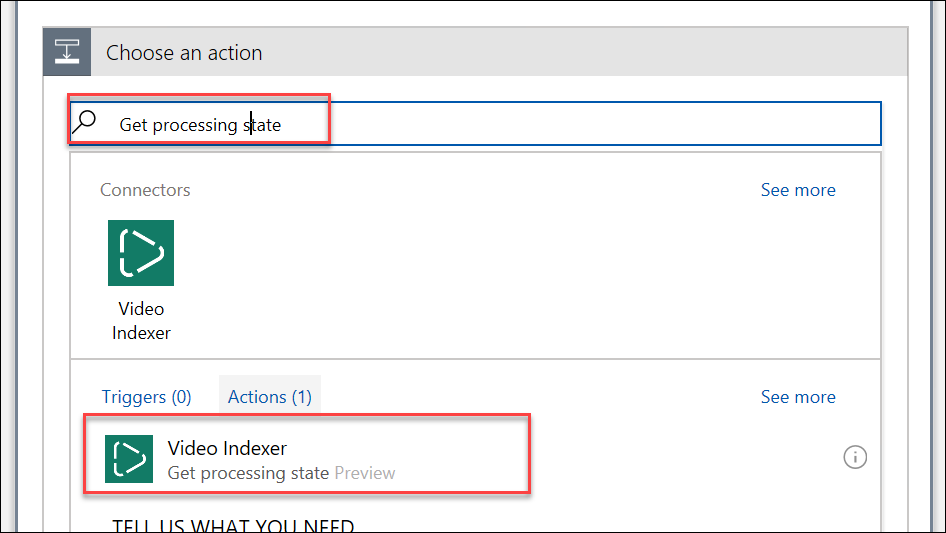 Choose an action
Get processing state
Connectors
See more
Video
Indexer
Triggers (0)
Actions (1)
See more
Video Indexer
Get processing state Preview
TELL US WHAT YOU NEED